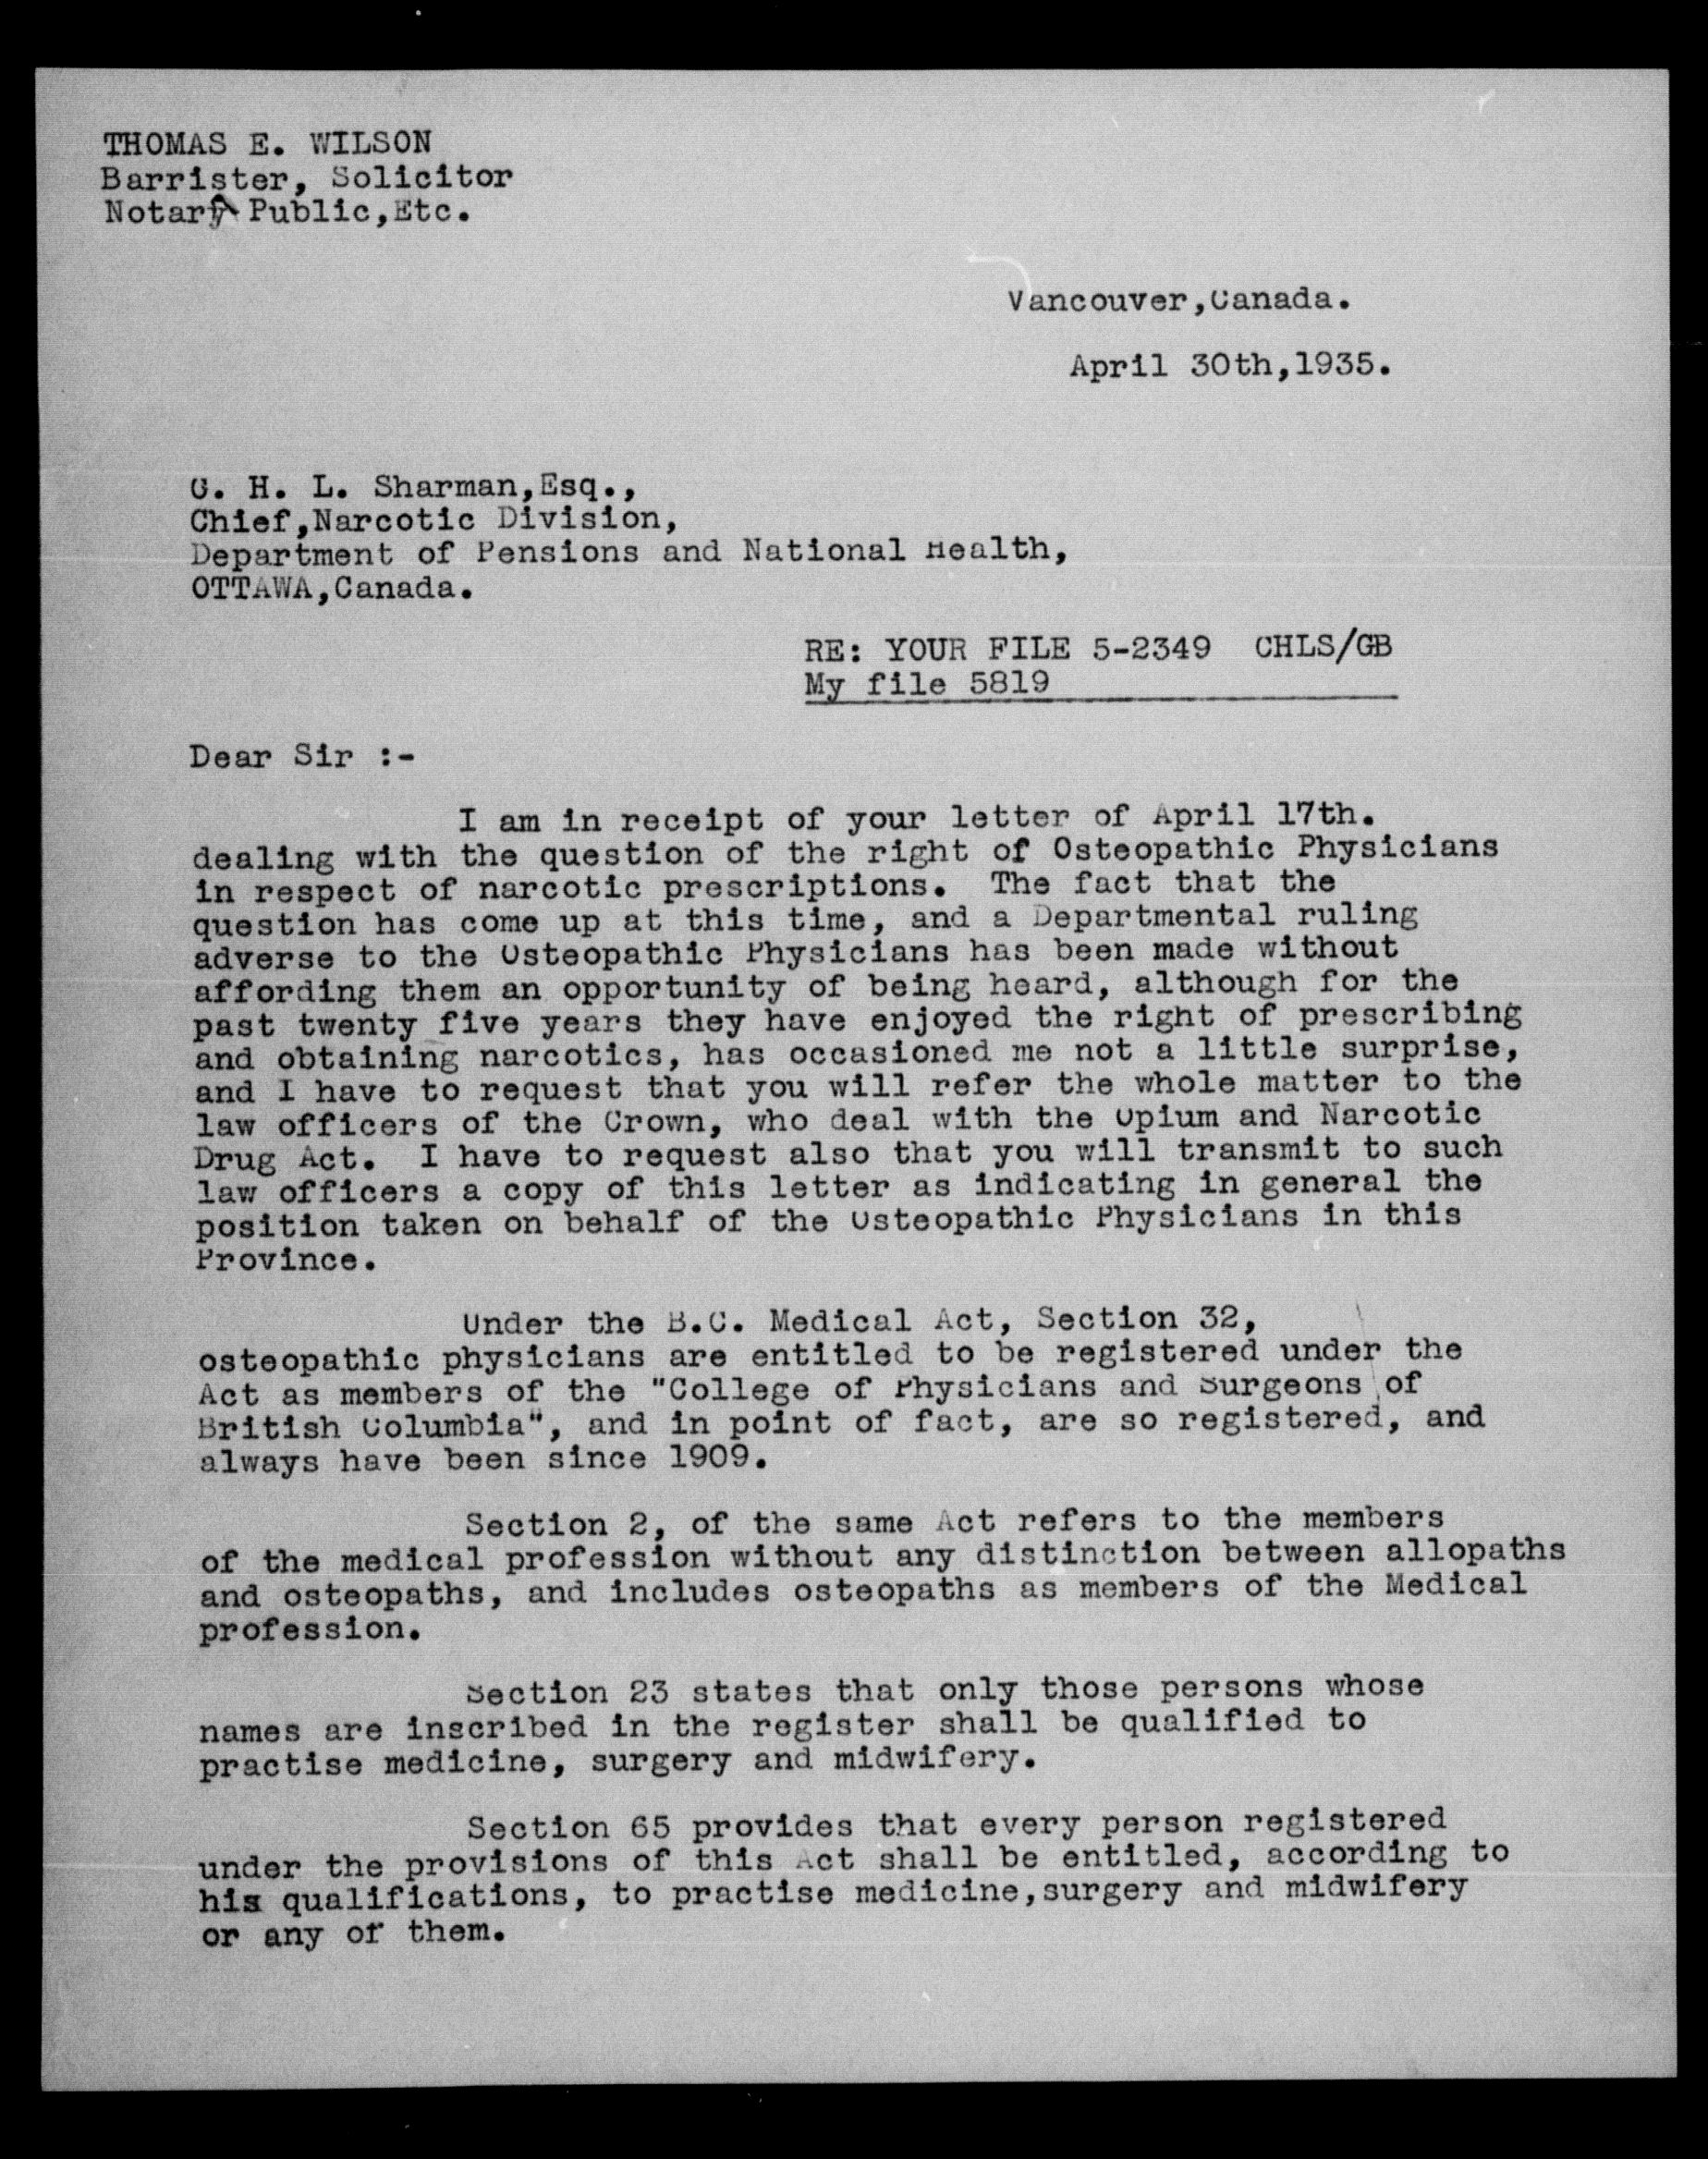 THOMAS E. WILSON
Barrister, Solicitor
Notary Public,Etc.
Vancouver,Canada.
April 30th,1935.
C. H. L. Sharman,Esq.,
Chief,Narcotic Division,
Department of Pensions and National Health,
OTTAWA,Canada.
RE: YOUR FILE 5-2349 CHLS/GB
My file 5819
Dear Sir :-
I am in receipt of your letter of April 17th.
dealing with the question of the right of Osteopathic Physicians
in respect of narcotic prescriptions. The fact that the
question has come up at this time, and a Departmental ruling
adverse to the Osteopathic Physicians has been made without
affording them an opportunity of being heard, although for the
past twenty five years they have enjoyed the right of prescribing
and obtaining narcotics, has occasioned me not a little surprise,
and I have to request that you will refer the whole matter to the
law officers of the Crown, who deal with the Opium and Narcotic
Drug Act. I have to request also that you will transmit to such
law officers a copy of this letter as indicating in general the
position taken on behalf of the Osteopathic Physicians in this
Province.
Under the B.C. Medical Act, Section 32,
osteopathic physicians are entitled to be registered under the
Act as members of the "College of Physicians and Surgeons of
British Columbia", and in point of fact, are so registered, and
always have been since 1909.
Section 2, of the same Act refers to the members
of the medical profession without any distinction between allopaths
and osteopaths, and includes osteopaths as members of the Medical
profession.
Section 23 states that only those persons whose
names are inscribed in the register shall be qualified to
practise medicine, surgery and midwifery.
Section 65 provides that every person registered
under the provisions of this Act shall be entitled, according to
his qualifications, to practise medicine,surgery and midwifery
or any of them.